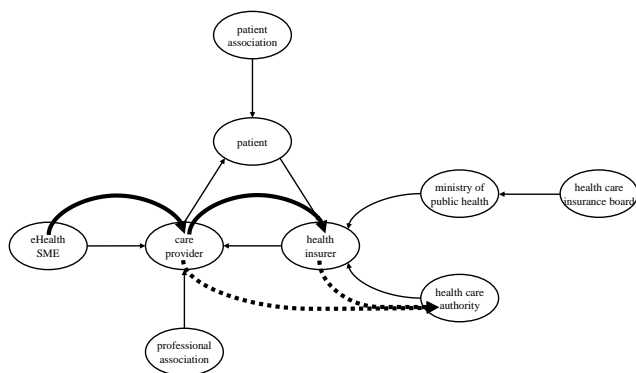 patient
association
patient
ministry of
public health
health care
insurance board
eHealth
SME
care
provider
health
insurer
health care
authority
professional
association